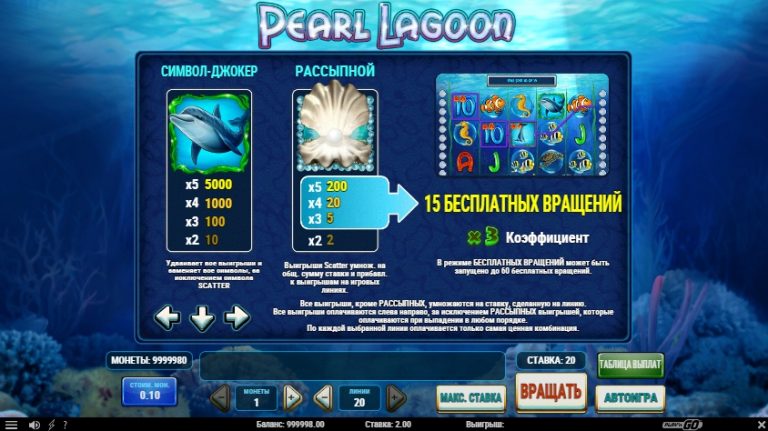 PEARL LAGOON
СИМВОЛ-ДЖОКЕР
x5 5000
x4 1000
x3 100
x2 10
Удваивает все выигрыши и
заменяет все символы, за
исключением символа
SCATTER
РАССЫПНОЙ
x5 200
x4 20
x3 5
x2 2
Выигрыши Scatter умнож. на
общ. сумму ставки и прибавл.
к выигрышам на игровых
линиях.
15 БЕСПЛАТНЫХ ВРАЩЕНИЙ
x3 Коэффициент
В режиме БЕСПЛАТНЫХ ВРАЩЕНИЙ может быть
запущено до 60 бесплатных вращений.
Все выигрыши, кроме РАССЫПНЫХ, умножаются на ставку, сделанную на линию.
Все выигрыши оплачиваются слева направо, за исключением РАССЫПНЫХ выигрышей, которые
оплачиваются при выпадении в любом порядке.
По каждой выбранной линии оплачивается только самая ценная комбинация.
МОНЕТЫ: 9999980
СТАВКА: 20
ТАБЛИЦА ВЫПЛАТ
СТОИМ. МОН.
0.10
МОНЕТЫ
1
ЛИНИИ
20
МАКС. СТАВКА
ВРАЩАТЬ
АВТОИГРА
Баланс: 999998.00 Ставка: 2.00 Выигрыш:
PLAY'N GO